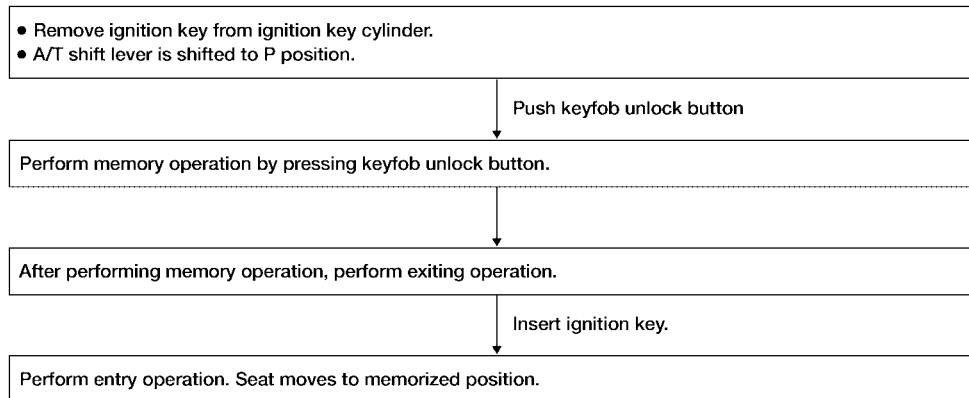 ● Remove ignition key from ignition key cylinder.
● A/T shift lever is shifted to P position.
Push keyfob unlock button
Perform memory operation by pressing keyfob unlock button.
After performing memory operation, perform exiting operation.
Insert ignition key.
Perform entry operation. Seat moves to memorized position.